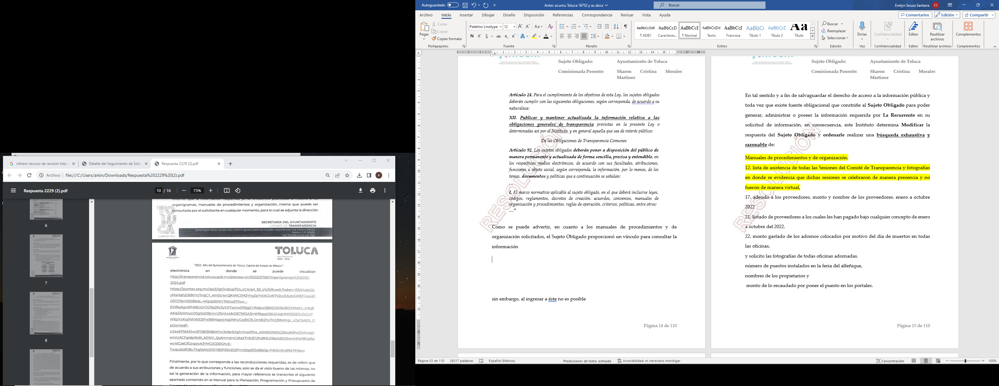 infoem recurso de revisión lista d
Detalle del Seguimiento de Solici
Respuesta 2229 (2).pdf
Archivo
file:///C:/Users/arkin/Downloads/Respuesta%202229%20(2).pdf
Respuesta 2229 (2).pdf
10 / 16
75%
6
7
8
organigramas, manuales de procedimientos y organización, misma que puede ser
consultada por el solicitante en cualquier momento, para lo cual se adjunta la dirección
TO
LU
CA
LLENA DE VIDA
SECRETARÍA DEL AYUNTAMIENTO
UNIDAD DE TRANSPARENCIA
Calle Nigromante número 202, Edificio Ignacio Ramírez Calzada, segundo piso, Col. Centro, Toluca
México. C.P. 50000
Tel: 722 226 44 90, ext. 7321
TOLUCA
Ayuntamiento
2022 - 2024
"2022. Año del Quincentenario de Toluca, Capital del Estado de México".
electrónica en donde se puede visualizar:
http://transparencia.toluca.gob.mx/planeacion/2022/2706/Organigramas%202022-
2024.pdf
Finalmente, por lo que corresponde a las reconducciones requeridas, es de referir que
de acuerdo a sus atribuciones y funciones, solo se da el visto bueno de las mismas, no
así la generación de la información, para mayor referencia se transcribe el siguiente
apartado contenido en el Manual para la Planeación, Programación y Presupuesto de
Autoguardado
Antec acumu Toluca 16752 y ac.docx
Buscar
Evelyn Souza Santana
ES
Archivo
Inicio
Insertar
Dibujar
Diseño
Disposición
Referencias
Correspondencia
Revisar
Vista
Ayuda
Comentarios
Edición
Compartir
Pegar
Cortar
Copiar
Copiar formato
Portapapeles
Palatino Linotype
12
N K S ab
Fuente
Párrafo
AaBbCcDdE
¶ ADB1
AaBbCcD
Caracteres...
AaBbCcI
¶ Normal
AaBbCcDd
Texto
AaBbCcI
Francesa
AaBbC
Título 1
AaBbCcE
Título 2
Aa
Título
Estilos
Buscar
Reemplazar
Seleccionar
Edición
Dictar
Voz
Confidencialidad
Confidencialidad
Editor
Editor
Reutilizar
archivos
Reutilizar archivos
Complementos
Complementos
Sujeto Obligado: Ayuntamiento de Toluca
Comisionada Ponente: Sharon Cristina Morales
Martínez
Artículo 24. Para el cumplimiento de los objetivos de esta Ley, los sujetos obligados
deberán cumplir con las siguientes obligaciones, según corresponda, de acuerdo a su
naturaleza:
XII. Publicar y mantener actualizada la información relativa a las
obligaciones generales de transparencia previstas en la presente Ley o
determinadas así por el Instituto, y en general aquella que sea de interés público;
De las Obligaciones de Transparencia Comunes
Artículo 92. Los sujetos obligados deberán poner a disposición del público de
manera permanente y actualizada de forma sencilla, precisa y entendible, en
los respectivos medios electrónicos, de acuerdo con sus facultades, atribuciones,
funciones u objeto social, según corresponda, la información, por lo menos, de los
temas, documentos y políticas que a continuación se señalan:
(...)
I. El marco normativo aplicable al sujeto obligado, en el que deberá incluirse leyes,
códigos, reglamentos, decretos de creación, acuerdos, convenios, manuales de
organización y procedimientos, reglas de operación, criterios, políticas, entre otros;
…"
RESOLUCIÓN
Como se puede advertir, en cuanto a los manuales de procedimientos y de
organización solicitados, el Sujeto Obligado proporcionó un vínculo para consultar la
información
sin embargo, al ingresar a éste no es posible
Página 14 de 110
Sujeto Obligado: Ayuntamiento de Toluca
Comisionada Ponente: Sharon Cristina Morales
Martínez
En tal sentido y a fin de salvaguardar el derecho de acceso a la información pública y
toda vez que existe fuente obligacional que constriñe al Sujeto Obligado para poder
generar, administrar o poseer la información requerida por La Recurrente en su
solicitud de información, en consecuencia, este Instituto determina Modificar la
respuesta del Sujeto Obligado y ordenarle realizar una búsqueda exhaustiva y
razonable de:
Manuales de procedimientos y de organización.
12. lista de asistencia de todas las Sesiones del Comité de Transparencia y fotografías
en donde se evidencia que dichas sesiones se celebraron de manera presencia y no
fueron de manera virtual,
17. adeudo a los proveedores, monto y nombre de los proveedores. enero a octubre
2022
21. listado de proveedores a los cuales les han pagado bajo cualquier concepto de enero
a octubre del 2022.
22. monto gastado de los adornos colocados por motivo del día de muertos en todas
las oficinas,
y solicito las fotografías de todas oficinas adornadas.
número de puestos instalados en la feria del alfeñique,
nombres de los propietarios y
monto de lo recaudado por poner el puesto en los portales.
RESOLUCIÓN
Página 15 de 110
Página 53 de 110
26317 palabras
Español (México)
Predicciones de texto: activado
Accesibilidad: es necesario investigar
Concentración
100%